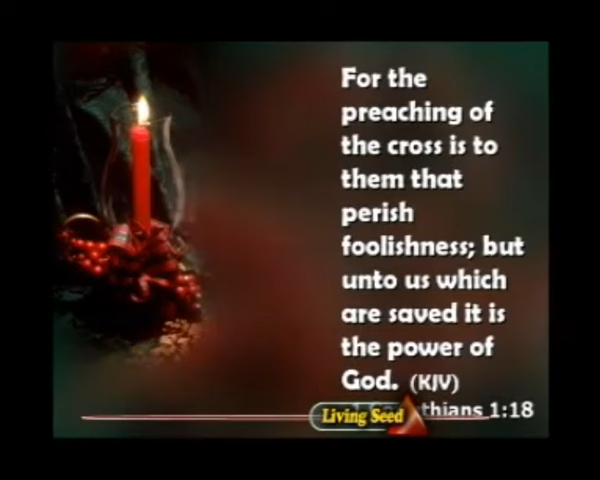 For the
preaching of
the cross is to
them that
perish
foolishness; but
unto us which
are saved it is
the power of
God. (KJV)
thians 1:18
Living Seed